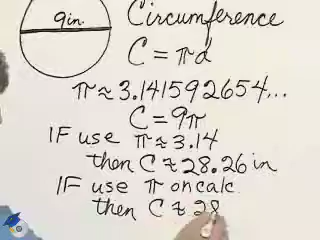 9in.
Circumference
C = πd
π ≈ 3.141592654...
C = 9π
IF use π ≈ 3.14
then C ≈ 28.26 in
IF use π on calc
then C ≈ 28